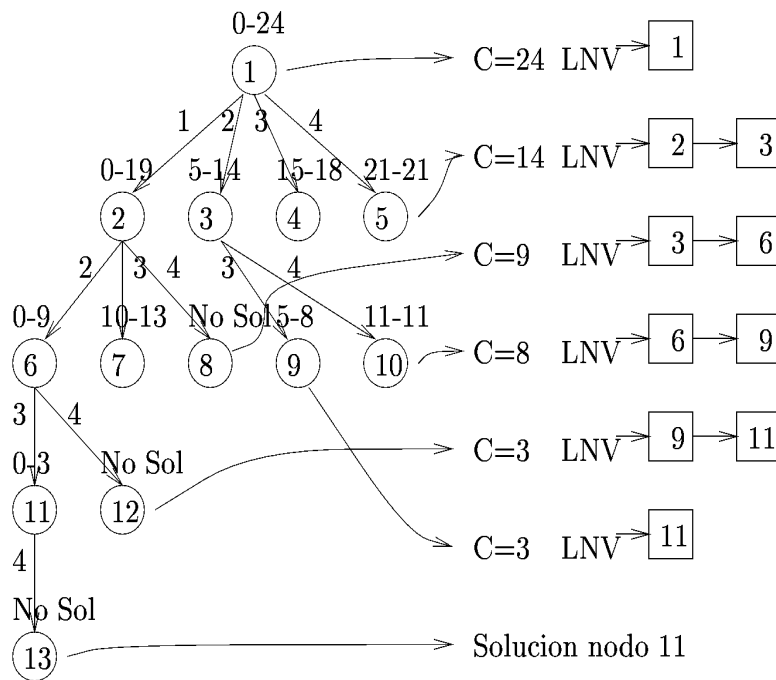 0-24
1
C=24 LNV 1
1 2 3 4
0-19 5-14 15-18 21-21
C=14 LNV 2 3
2 3 4 5
2 3 4 3 4
C=9 LNV 3 6
0-9 10-13 No Sol 5-8 11-11
6 7 8 9 10
C=8 LNV 6 9
3 4
0-3 No Sol
C=3 LNV 9 11
11 12
4
C=3 LNV 11
No Sol
13
Solucion nodo 11